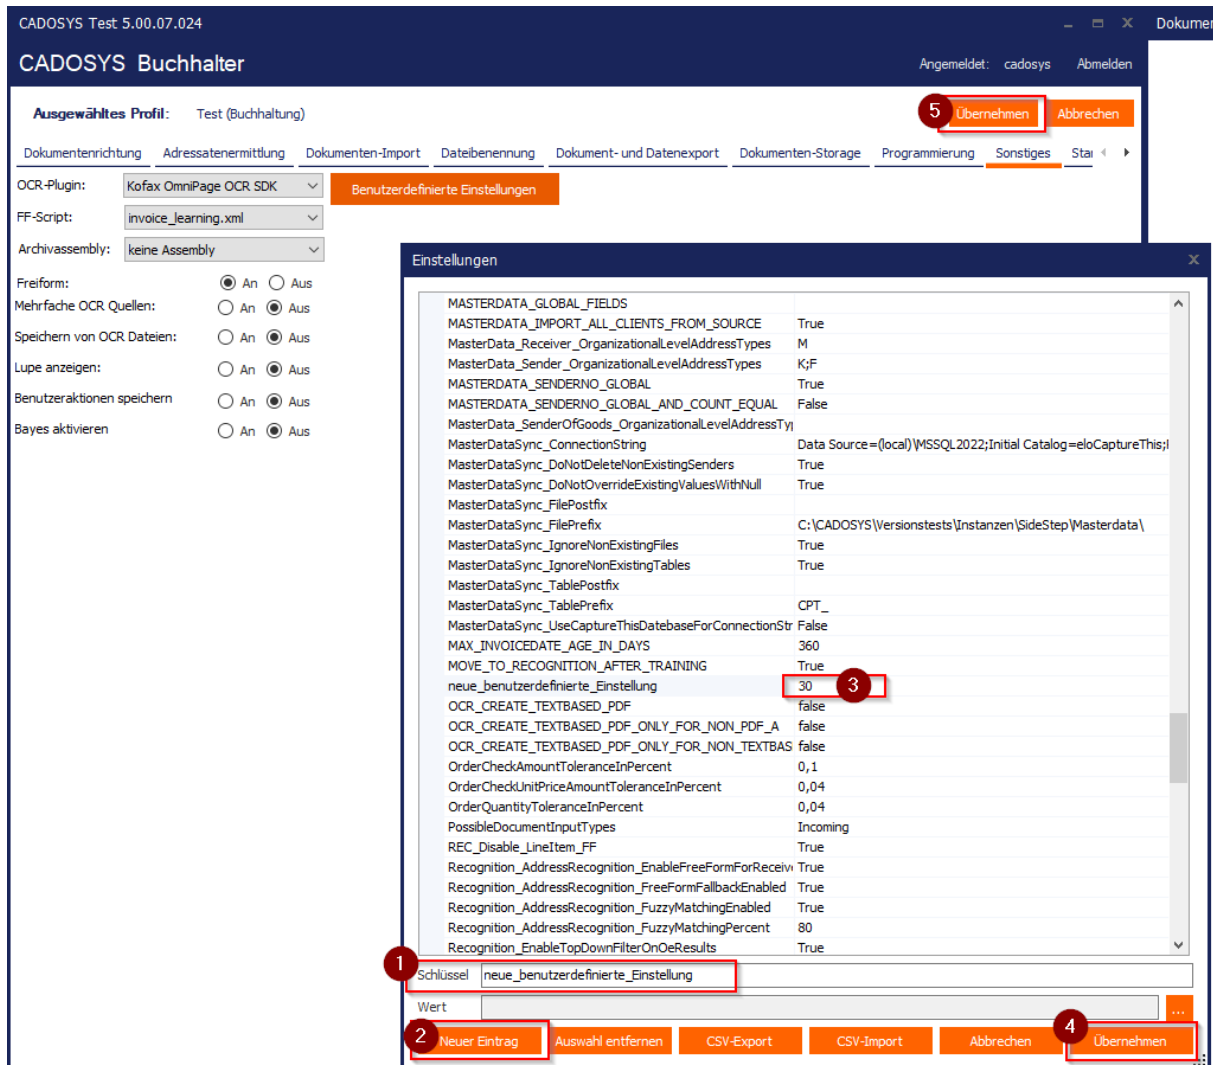 CADOSYS Test 5.00.07.024
CADOSYS Buchhalter
Angemeldet: cadosys Abmelden
Ausgewähltes Profil: Test (Buchhaltung)
5 Übernehmen Abbrechen
Dokumentenrichtung Adressatenermittlung Dokumenten-Import Dateibenennung Dokument- und Datenexport Dokumenten-Storage Programmierung Sonstiges
OCR-Plugin: Kofax OmniPage OCR SDK Benutzerdefinierte Einstellungen
FF-Script: invoice_learning.xml
Archivassembly: keine Assembly
Freiform: An Aus
Mehrfache OCR Quellen: An Aus
Speichern von OCR Dateien: An Aus
Lupe anzeigen: An Aus
Benutzeraktionen speichern An Aus
Bayes aktivieren An Aus
Einstellungen
MASTERDATA_GLOBAL_FIELDS
MASTERDATA_IMPORT_ALL_CLIENTS_FROM_SOURCE True
MasterData_Receiver_OrganizationalLevelAddressTypes M
MasterData_Sender_OrganizationalLevelAddressTypes K;F
MASTERDATA_SENDERNO_GLOBAL True
MASTERDATA_SENDERNO_GLOBAL_AND_COUNT_EQUAL False
MasterData_SenderOfGoods_OrganizationalLevelAddressTy
MasterDataSync_ConnectionString Data Source=(local)\MSSQL2022;Initial Catalog=eloCaptureThis;
MasterDataSync_DoNotDeleteNonExistingSenders True
MasterDataSync_DoNotOverrideExistingValuesWithNull True
MasterDataSync_FilePostfix
MasterDataSync_FilePrefix C:\CADOSYS\Versionstests\Instanzen\SideStep\Masterdata\
MasterDataSync_IgnoreNonExistingFiles True
MasterDataSync_IgnoreNonExistingTables True
MasterDataSync_TablePostfix
MasterDataSync_TablePrefix CPT_
MasterDataSync_UseCaptureThisDatebaseForConnectionStr False
MAX_INVOICEDATE_AGE_IN_DAYS 360
MOVE_TO_RECOGNITION_AFTER_TRAINING True
neue_benutzerdefinierte_Einstellung 30 3
OCR_CREATE_TEXTBASED_PDF false
OCR_CREATE_TEXTBASED_PDF_ONLY_FOR_NON_PDF_A false
OCR_CREATE_TEXTBASED_PDF_ONLY_FOR_NON_TEXTBAS false
OrderCheckAmountToleranceInPercent 0,1
OrderCheckUnitPriceAmountToleranceInPercent 0,04
OrderQuantityToleranceInPercent 0,04
PossibleDocumentInputTypes Incoming
REC_Disable_LineItem_FF True
Recognition_AddressRecognition_EnableFreeFormForReceiv True
Recognition_AddressRecognition_FreeFormFallbackEnabled True
Recognition_AddressRecognition_FuzzyMatchingEnabled True
Recognition_AddressRecognition_FuzzyMatchingPercent 80
Recognition_EnableTopDownFilterOnOeResults True
1 Schlüssel neue_benutzerdefinierte_Einstellung
Wert ...
2 Neuer Eintrag Auswahl entfernen CSV-Export CSV-Import Abbrechen 4 Übernehmen